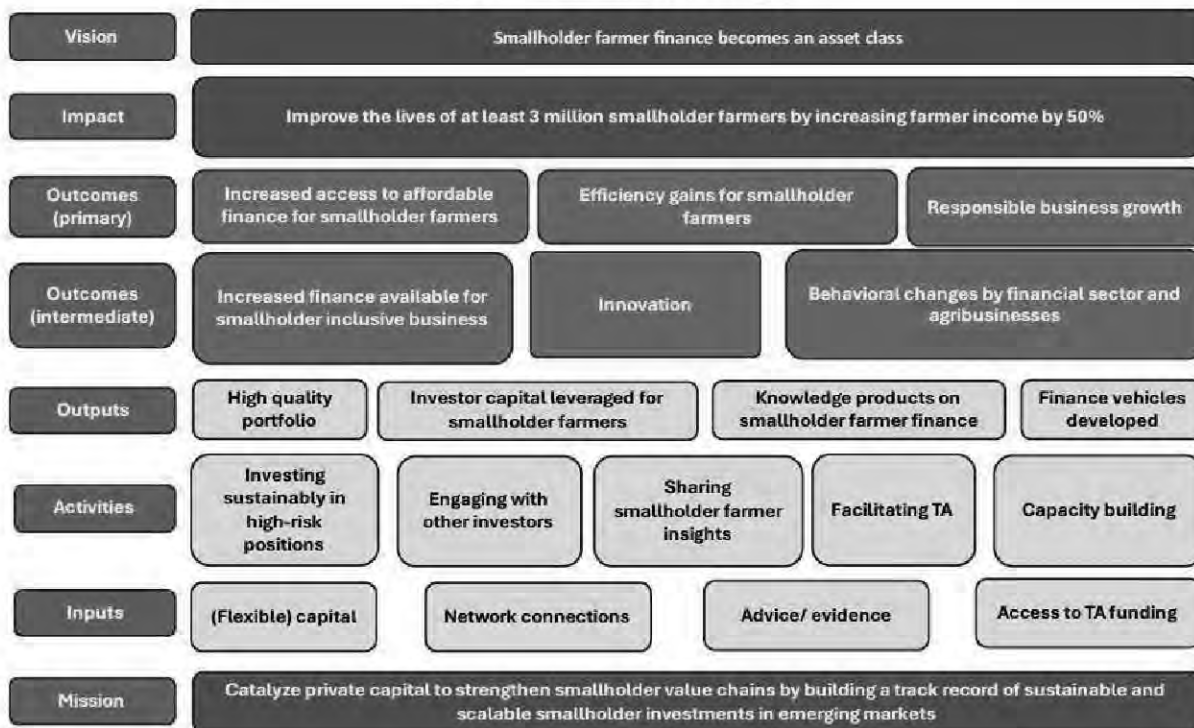 Vision
Smallholder farmer finance becomes an asset class
Impact
Improve the lives of at least 3 million smallholder farmers by increasing farmer income by 50%
Outcomes
(primary)
Increased access to affordable
finance for smallholder farmers
Efficiency gains for smallholder
farmers
Responsible business growth
Outcomes
(intermediate)
Increased finance available for
smallholder inclusive business
Innovation
Behavioral changes by financial sector and
agribusinesses
Outputs
High quality
portfolio
Investor capital leveraged for
smallholder farmers
Knowledge products on
smallholder farmer finance
Finance vehicles
developed
Activities
Investing
sustainably in
high-risk
positions
Engaging with
other investors
Sharing
smallholder farmer
insights
Facilitating TA
Capacity building
Inputs
(Flexible) capital
Network connections
Advice/ evidence
Access to TA funding
Mission
Catalyze private capital to strengthen smallholder value chains by building a track record of sustainable and
scalable smallholder investments in emerging markets